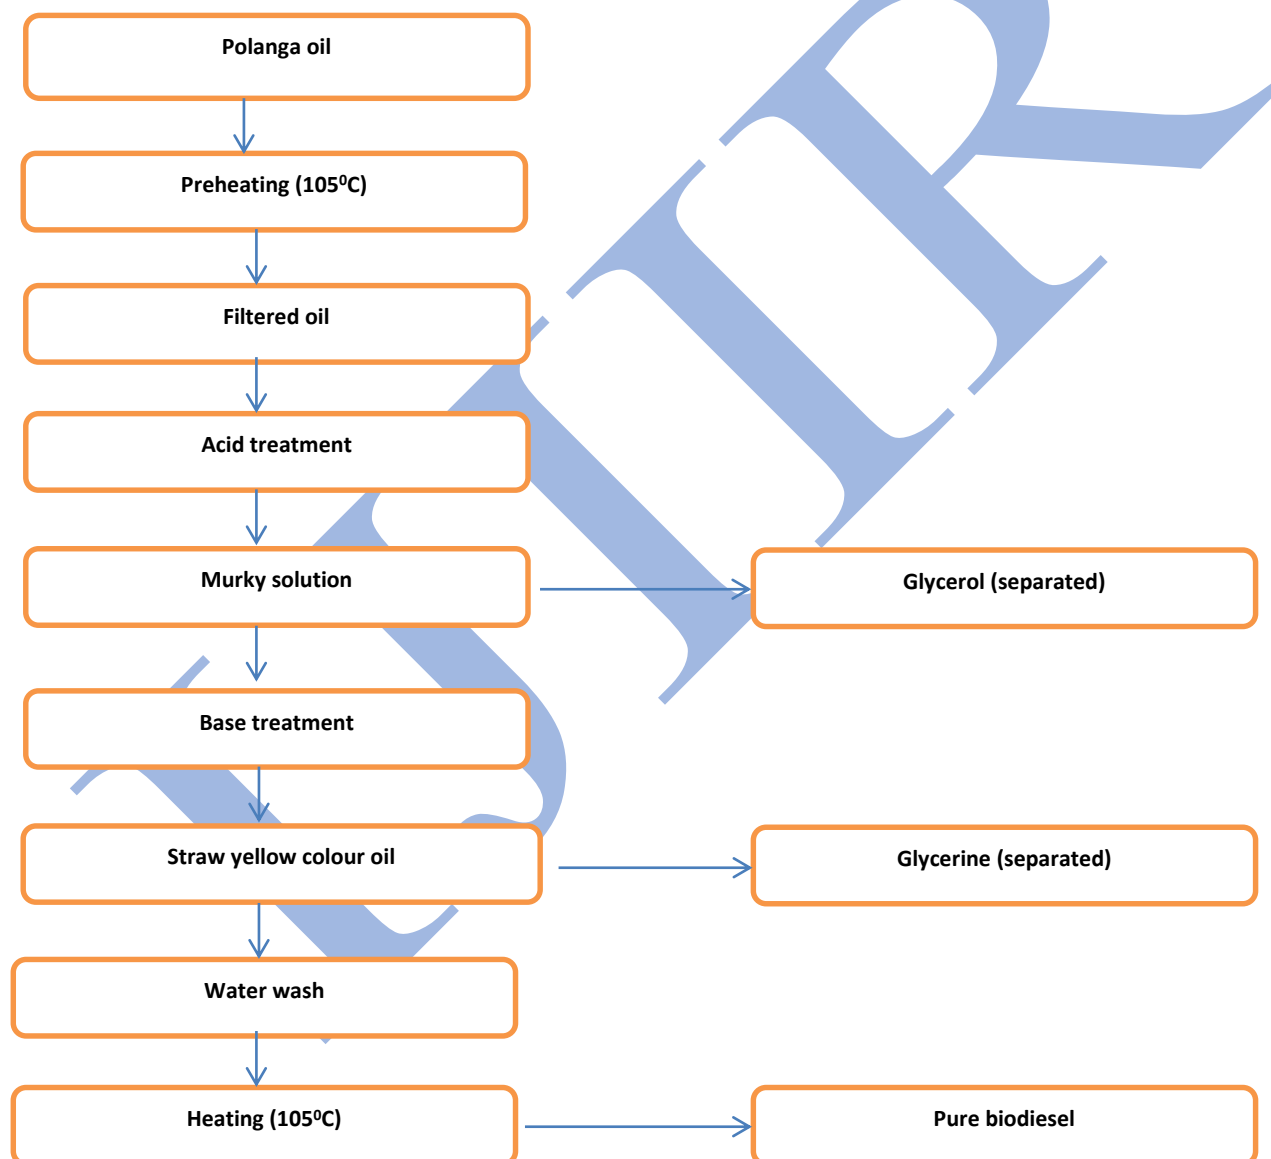 Polanga oil
Preheating (105⁰C)
Filtered oil
Acid treatment
Murky solution
Glycerol (separated)
Base treatment
Straw yellow colour oil
Glycerine (separated)
Water wash
Heating (105⁰C)
Pure biodiesel